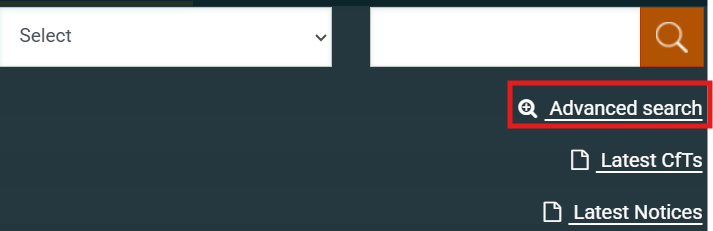 Select
Advanced search
Latest CfTs
Latest Notices